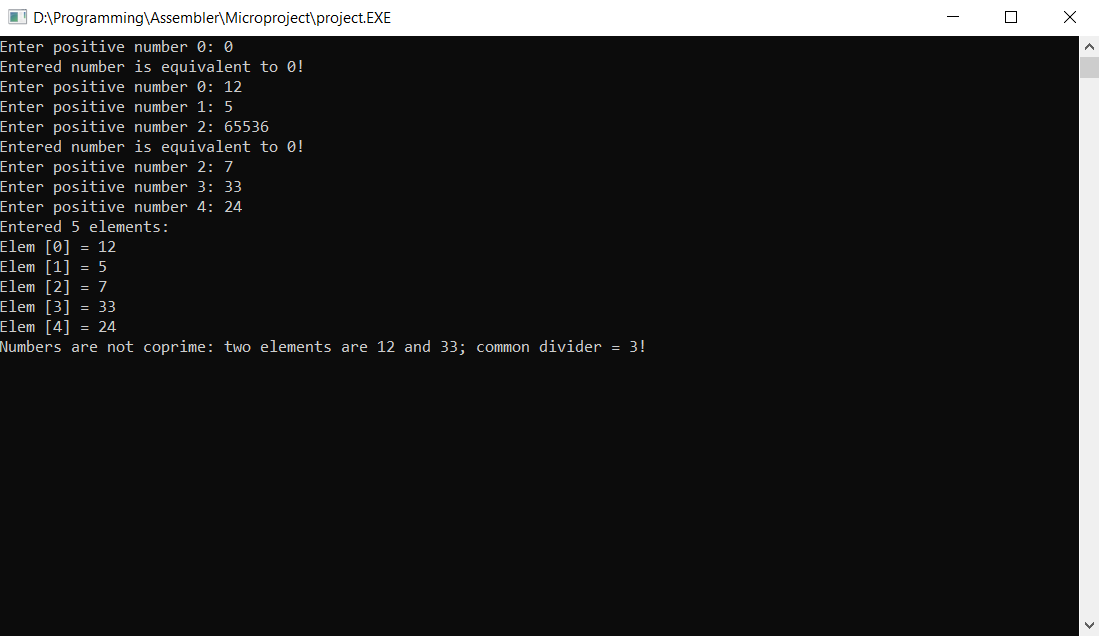 D:\Programming\Assembler\Microproject\project.EXE
Enter positive number 0: 0
Entered number is equivalent to 0!
Enter positive number 0: 12
Enter positive number 1: 5
Enter positive number 2: 65536
Entered number is equivalent to 0!
Enter positive number 2: 7
Enter positive number 3: 33
Enter positive number 4: 24
Entered 5 elements:
Elem [0] = 12
Elem [1] = 5
Elem [2] = 7
Elem [3] = 33
Elem [4] = 24
Numbers are not coprime: two elements are 12 and 33; common divider = 3!